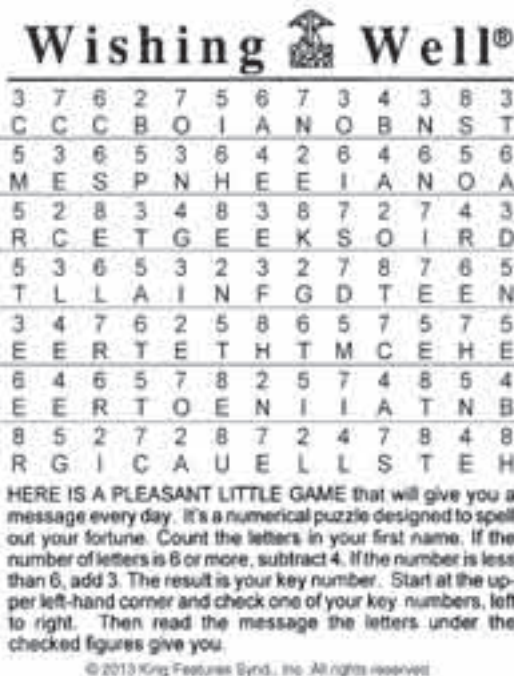 Wishing Well®
3 7 6 2 7 5 6 7 3 4 3 8 3
C C C B O I A N O B N S T
5 3 6 5 3 6 4 2 6 4 6 5 6
M E S P N H E E I A N O A
5 2 8 3 4 8 3 8 7 2 7 4 3
R C E T G E E K S O I R D
5 3 6 5 3 2 3 2 7 8 7 6 5
T L L A I N F G D T E E N
3 4 7 6 2 5 8 6 5 7 5 7 5
E E R T E T H T M C E H E
6 4 6 5 7 8 2 5 7 4 8 5 4
E E R T O E N I I A T N B
8 5 2 7 2 8 7 2 4 7 8 4 8
R G I C A U E L L S T E H
HERE IS A PLEASANT LITTLE GAME that will give you a
message every day. It's a numerical puzzle designed to spell
out your fortune. Count the letters in your first name. If the
number of letters is 6 or more, subtract 4. If the number is less
than 6, add 3. The result is your key number. Start at the up-
per left-hand corner and check one of your key numbers, left
to right. Then read the message the letters under the
checked figures give you.
© 2013 King Features Synd., Inc. All rights reserved